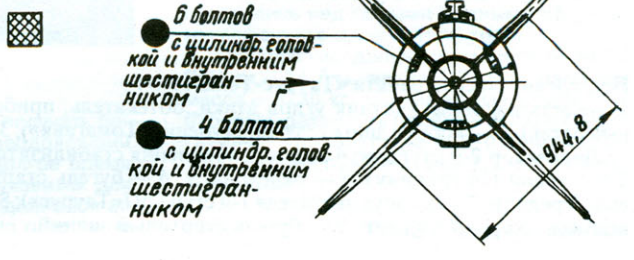 6 болтов
с цилиндр. голов-
кой и внутренним
шестигран-
ником
Г
4 болта
с цилиндр. голов-
кой и внутренним
шестигран-
ником
944,8